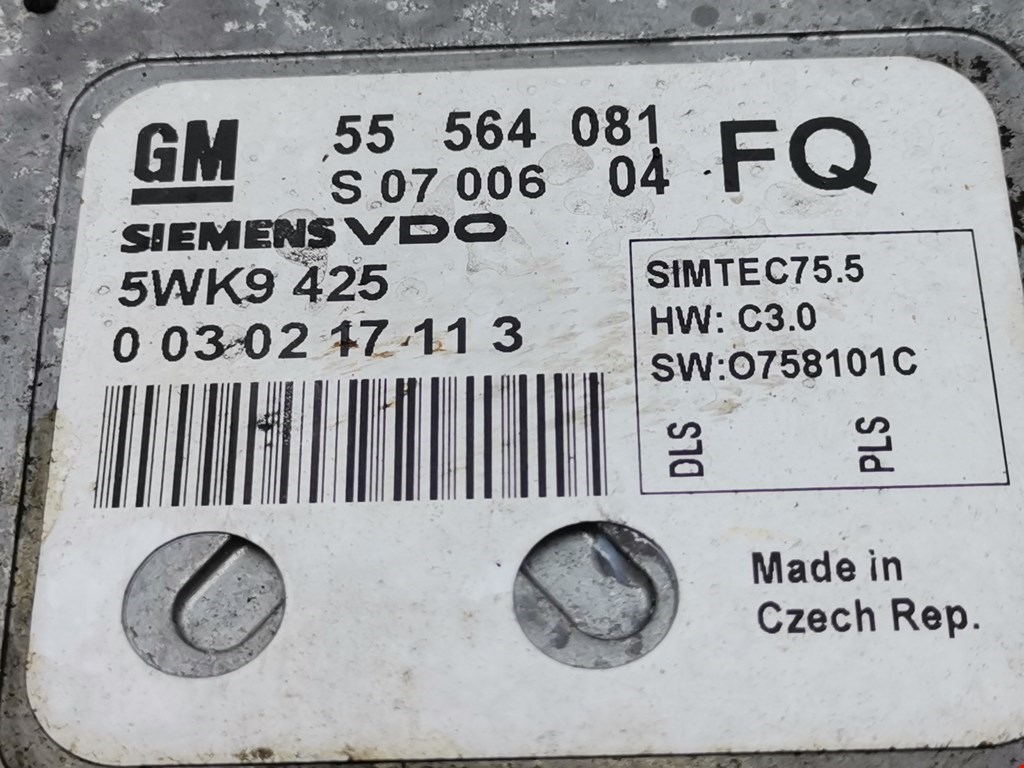 GM 55 564 081 FQ
S 07 006 04
SIEMENS VDO
5WK9 425
0 03 02 17 11 3
SIMTEC75.5
HW: C3.0
SW:O758101C
DLS PLS
Made in
Czech Rep.